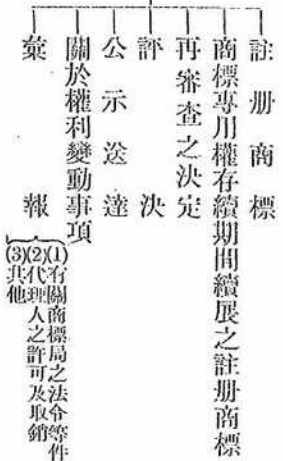 註册商標
商標專用權存續期間續展之註册商標
再審查之決定
評決
公示送達
關於權利變動事項
彙報
(1)有關商標局之法令等件
(2)代理人之許可及取銷
(3)其他